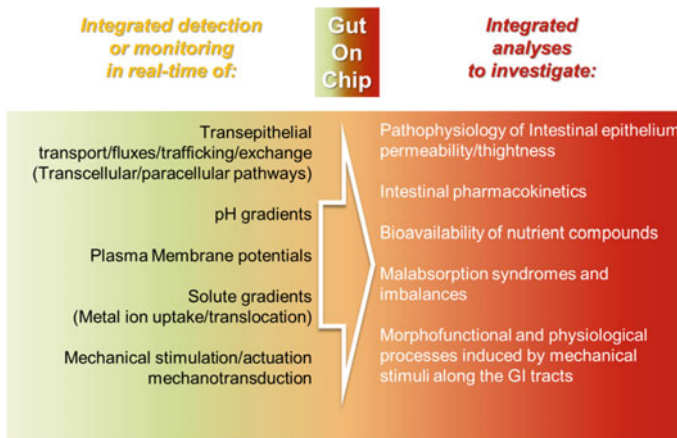 Integrated detection
or monitoring
in real-time of:
Gut
On
Chip
Integrated
analyses
to investigate:
Transepithelial
transport/fluxes/trafficking/exchange
(Transcellular/paracellular pathways)
pH gradients
Plasma Membrane potentials
Solute gradients
(Metal ion uptake/translocation)
Mechanical stimulation/actuation
mechanotransduction
Pathophysiology of Intestinal epithelium
permeability/thightness
Intestinal pharmacokinetics
Bioavailability of nutrient compounds
Malabsorption syndromes and
imbalances
Morphofunctional and physiological
processes induced by mechanical
stimuli along the GI tracts